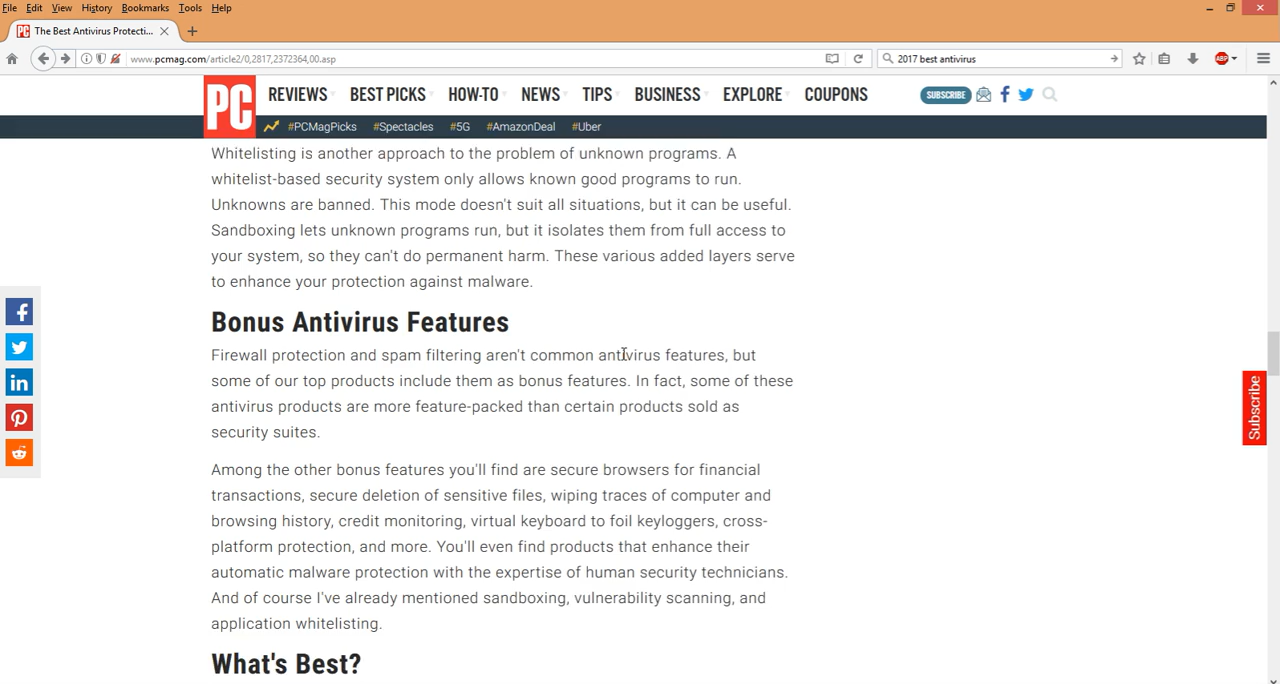 File Edit View History Bookmarks Tools Help
PC The Best Antivirus Protecti...
www.pcmag.com/article2/0,2817,2372364,00.asp
2017 best antivirus
ABP
PC REVIEWS BEST PICKS HOW-TO NEWS TIPS BUSINESS EXPLORE COUPONS SUBSCRIBE
#PCMagPicks #Spectacles #5G #AmazonDeal #Uber
Whitelisting is another approach to the problem of unknown programs. A
whitelist-based security system only allows known good programs to run.
Unknowns are banned. This mode doesn't suit all situations, but it can be useful.
Sandboxing lets unknown programs run, but it isolates them from full access to
your system, so they can't do permanent harm. These various added layers serve
to enhance your protection against malware.
Bonus Antivirus Features
Firewall protection and spam filtering aren't common antivirus features, but
some of our top products include them as bonus features. In fact, some of these
antivirus products are more feature-packed than certain products sold as
security suites.
Among the other bonus features you'll find are secure browsers for financial
transactions, secure deletion of sensitive files, wiping traces of computer and
browsing history, credit monitoring, virtual keyboard to foil keyloggers, cross-
platform protection, and more. You'll even find products that enhance their
automatic malware protection with the expertise of human security technicians.
And of course I've already mentioned sandboxing, vulnerability scanning, and
application whitelisting.
What's Best?
Subscribe